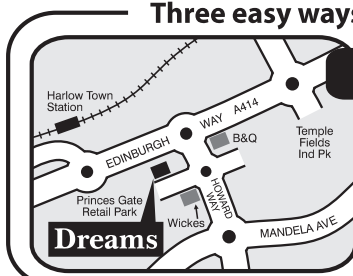 Three easy ways
Harlow Town
Station
EDINBURGH WAY A414
B&Q
Temple
Fields
Ind Pk
Princes Gate
Retail Park
HOWARD
WAY
Wickes
Dreams
MANDELA AVE